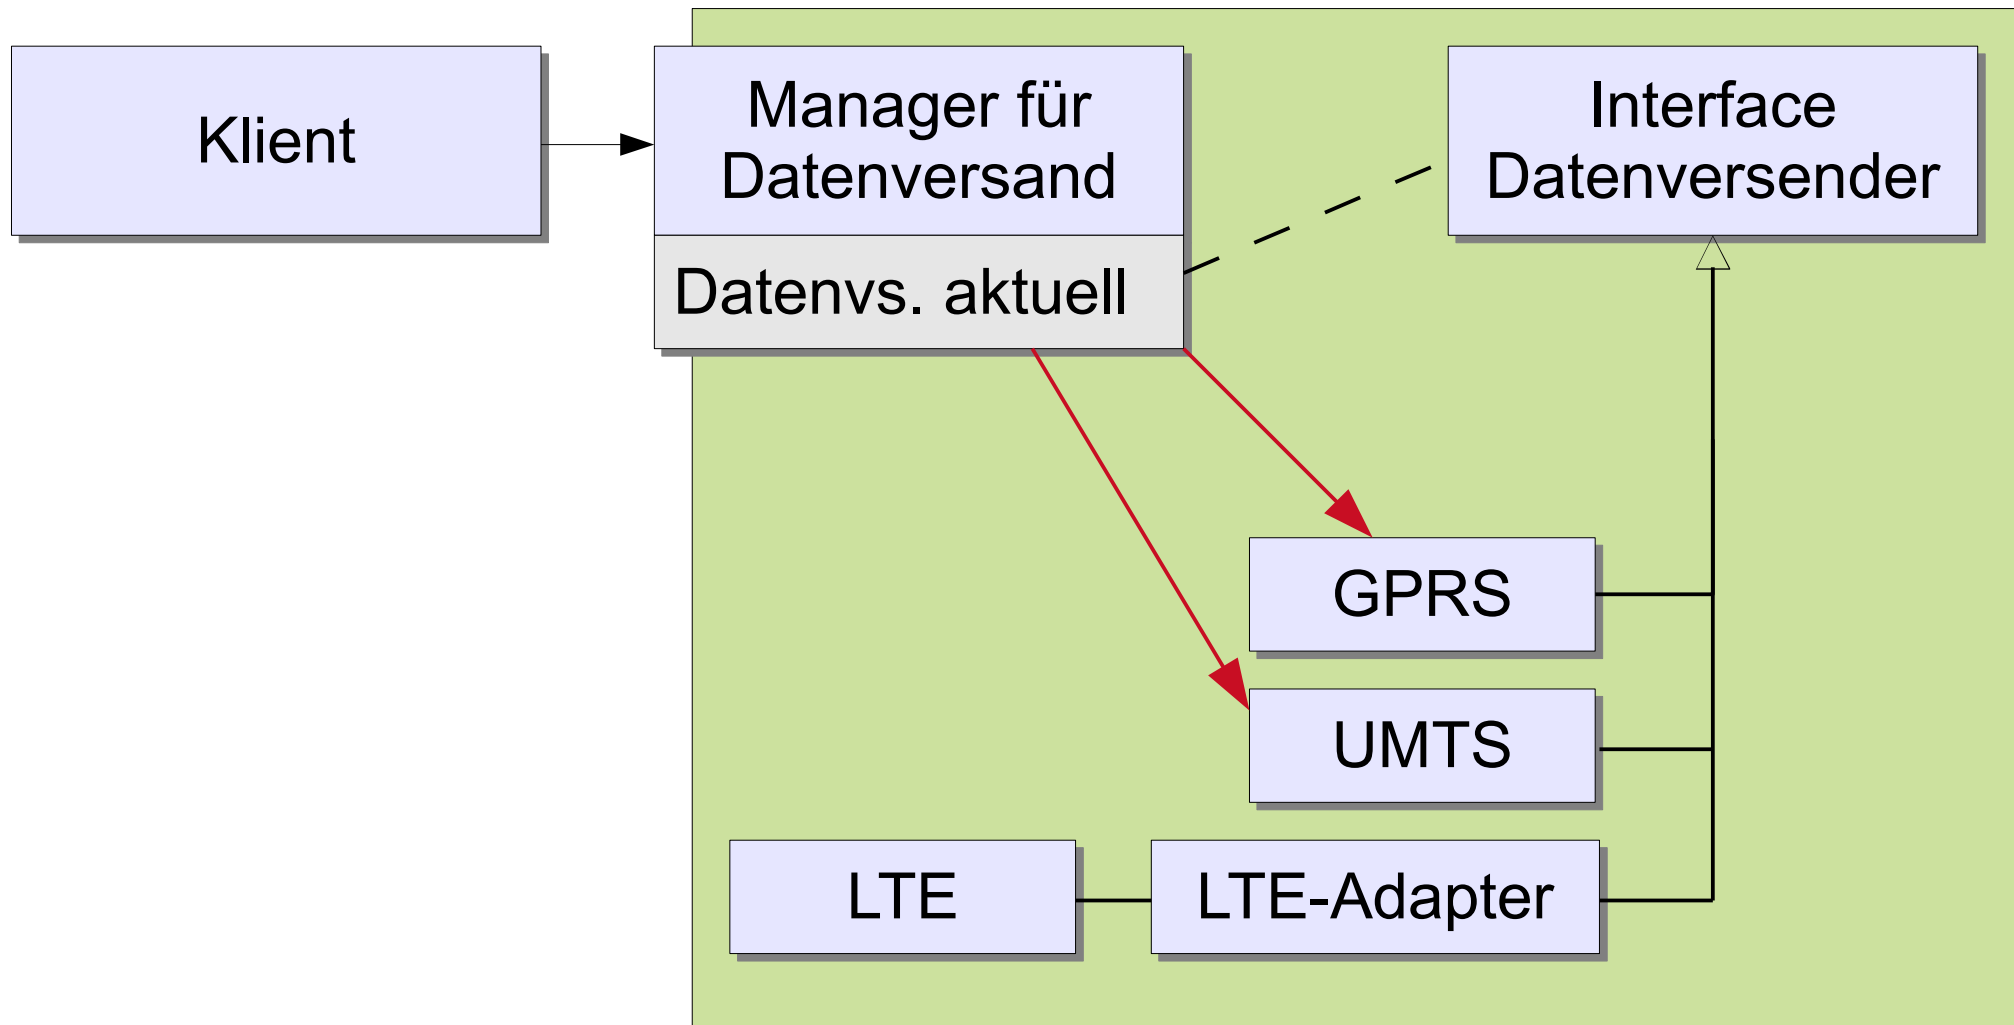 Klient
Manager für
Datenversand
Datenvs. aktuell
Interface
Datenversender
GPRS
UMTS
LTE
LTE-Adapter